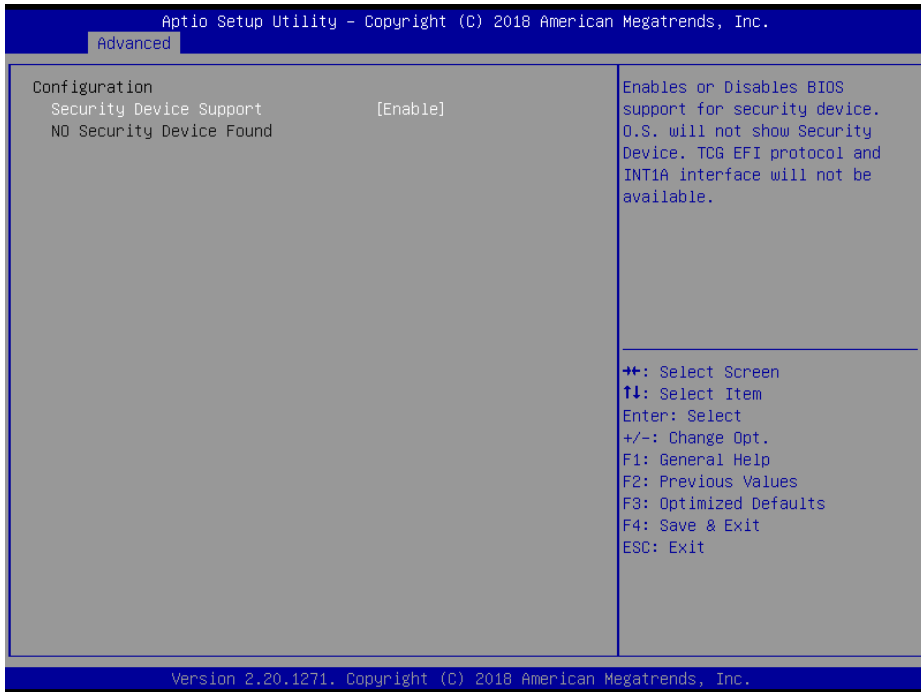 Aptio Setup Utility – Copyright (C) 2018 American Megatrends, Inc.
Advanced
Configuration
Security Device Support [Enable]
NO Security Device Found
Enables or Disables BIOS
support for security device.
O.S. will not show Security
Device. TCG EFI protocol and
INT1A interface will not be
available.
→←: Select Screen
↑↓: Select Item
Enter: Select
+/-: Change Opt.
F1: General Help
F2: Previous Values
F3: Optimized Defaults
F4: Save & Exit
ESC: Exit
Version 2.20.1271. Copyright (C) 2018 American Megatrends, Inc.